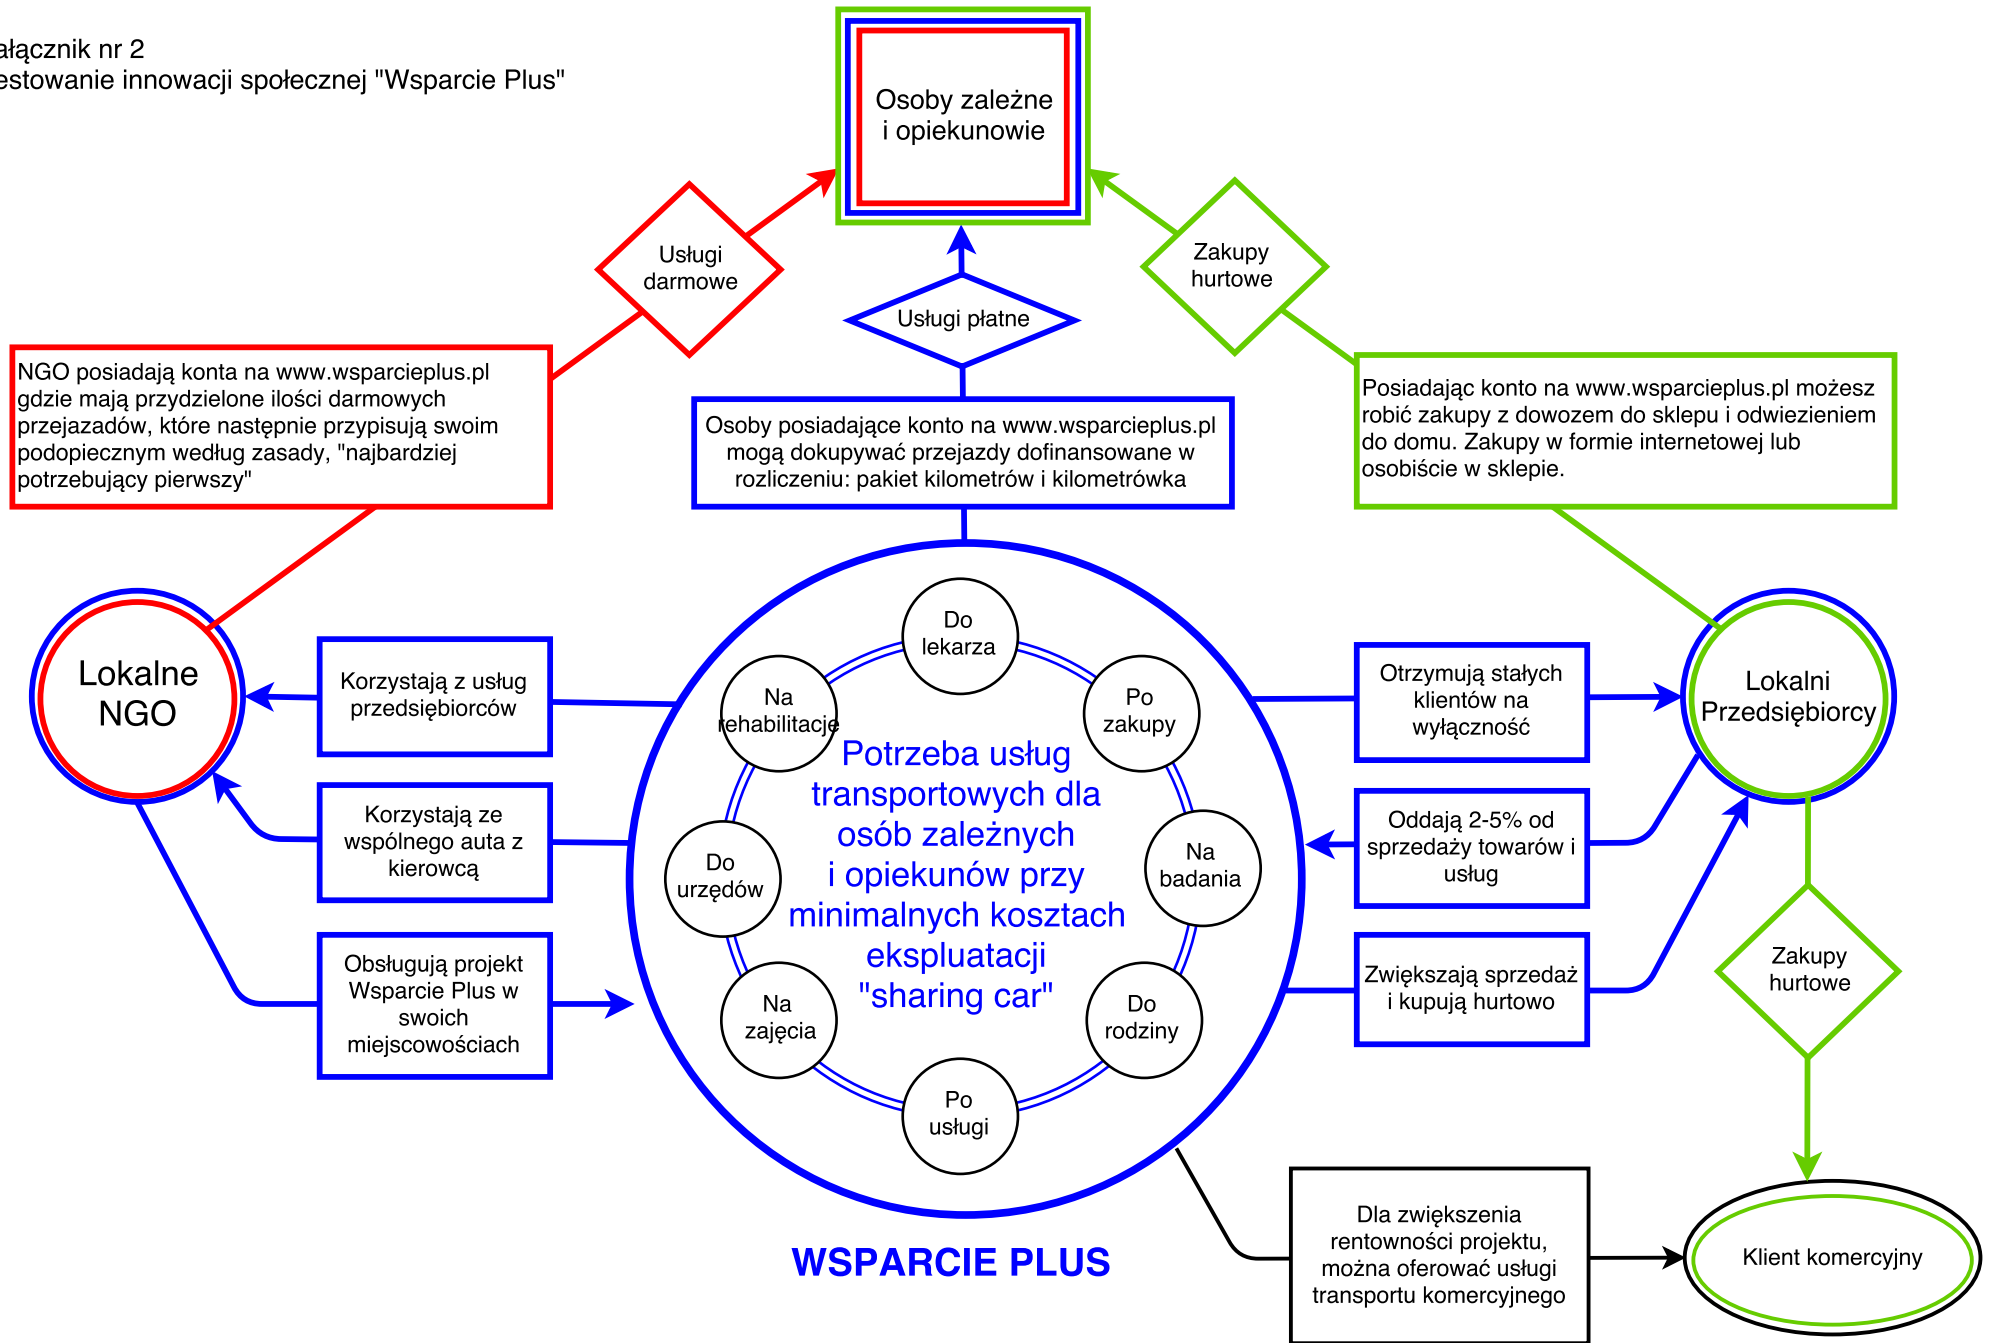 ałącznik nr 2
estowanie innowacji społecznej "Wsparcie Plus"
Osoby zależne
i opiekunowie
Usługi
darmowe
Usługi płatne
Zakupy
hurtowe
NGO posiadają konta na www.wsparcieplus.pl
gdzie mają przydzielone ilości darmowych
przejazadów, które następnie przypisują swoim
podopiecznym według zasady, "najbardziej
potrzebujący pierwszy"
Osoby posiadające konto na www.wsparcieplus.pl
mogą dokupywać przejazdy dofinansowane w
rozliczeniu: pakiet kilometrów i kilometrówka
Posiadając konto na www.wsparcieplus.pl możesz
robić zakupy z dowozem do sklepu i odwiezieniem
do domu. Zakupy w formie internetowej lub
osobiście w sklepie.
Lokalne
NGO
Korzystają z usług
przedsiębiorców
Korzystają ze
wspólnego auta z
kierowcą
Obsługują projekt
Wsparcie Plus w
swoich
miejscowościach
Do
lekarza
Na
rehabilitacje
Po
zakupy
Do
urzędów
Na
badania
Na
zajęcia
Do
rodziny
Po
usługi
Potrzeba usług
transportowych dla
osób zależnych
i opiekunów przy
minimalnych kosztach
ekspluatacji
"sharing car"
WSPARCIE PLUS
Otrzymują stałych
klientów na
wyłączność
Oddają 2-5% od
sprzedaży towarów i
usług
Zwiększają sprzedaż
i kupują hurtowo
Lokalni
Przedsiębiorcy
Zakupy
hurtowe
Dla zwiększenia
rentowności projektu,
można oferować usługi
transportu komercyjnego
Klient komercyjny